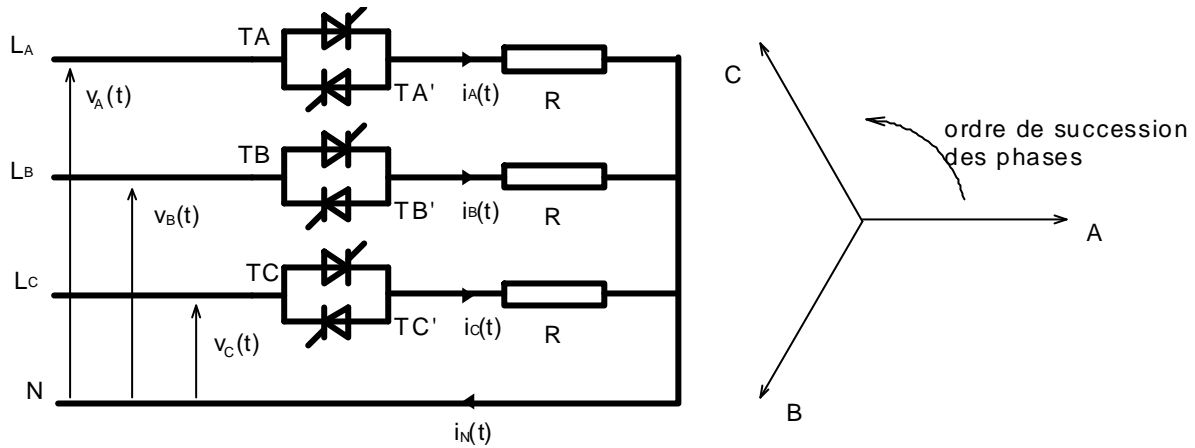 LA
TA
vA(t)
TA'
iA(t)
R
LB
TB
vB(t)
TB'
iB(t)
R
LC
TC
vC(t)
TC'
iC(t)
R
N
iN(t)
C
ordre de succession
des phases
A
B